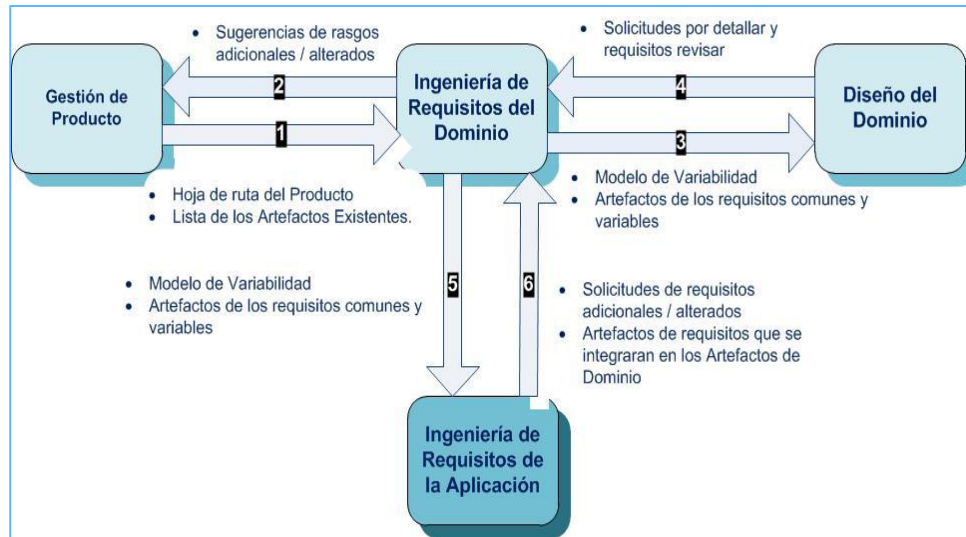 • Sugerencias de rasgos
adicionales / alterados
• Solicitudes por detallar y
requisitos revisar
Gestión de
Producto
2
1
Ingeniería de
Requisitos del
Dominio
4
3
Diseño del
Dominio
• Hoja de ruta del Producto
• Lista de los Artefactos Existentes.
• Modelo de Variabilidad
• Artefactos de los requisitos comunes y
variables
• Modelo de Variabilidad
• Artefactos de los requisitos comunes y
variables
5
6
• Solicitudes de requisitos
adicionales / alterados
• Artefactos de requisitos que se
integraran en los Artefactos de
Dominio
Ingeniería de
Requisitos de
la Aplicación